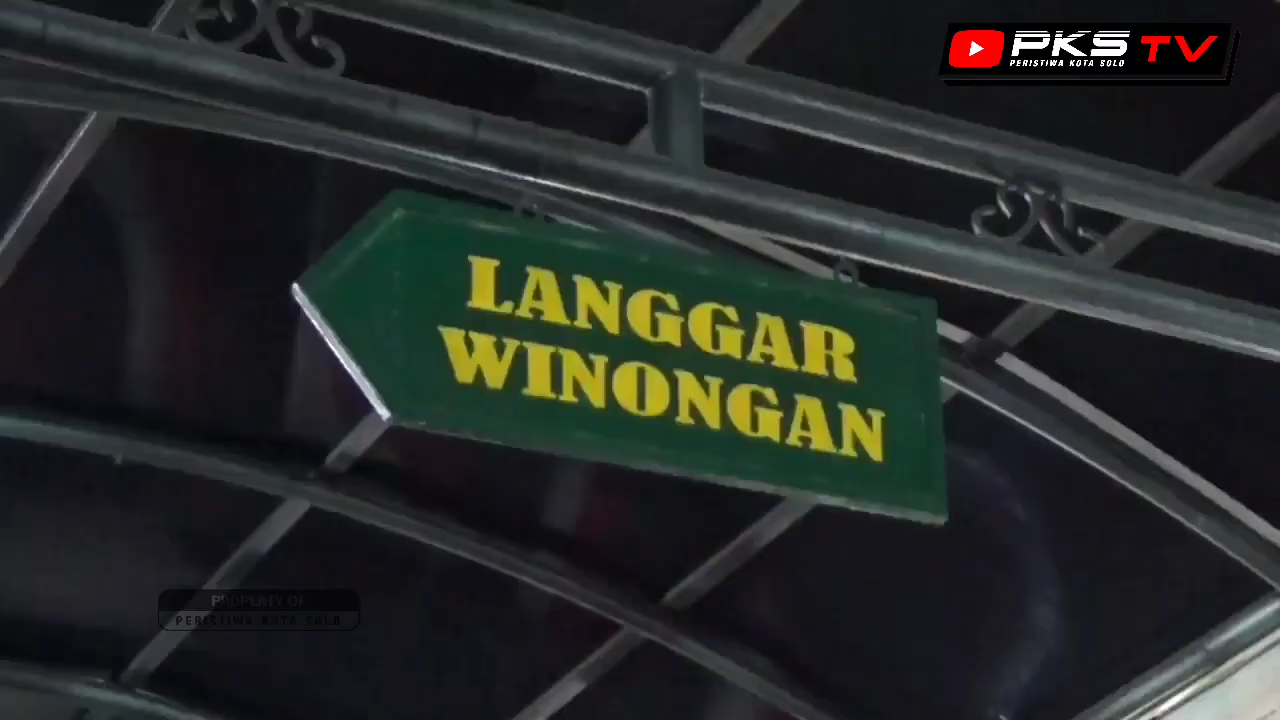 PKS TV
PERISTIWA KOTA SOLO
LANGGAR
WINONGAN
PROPERTY OF
PERISTIWA KOTA SOLO